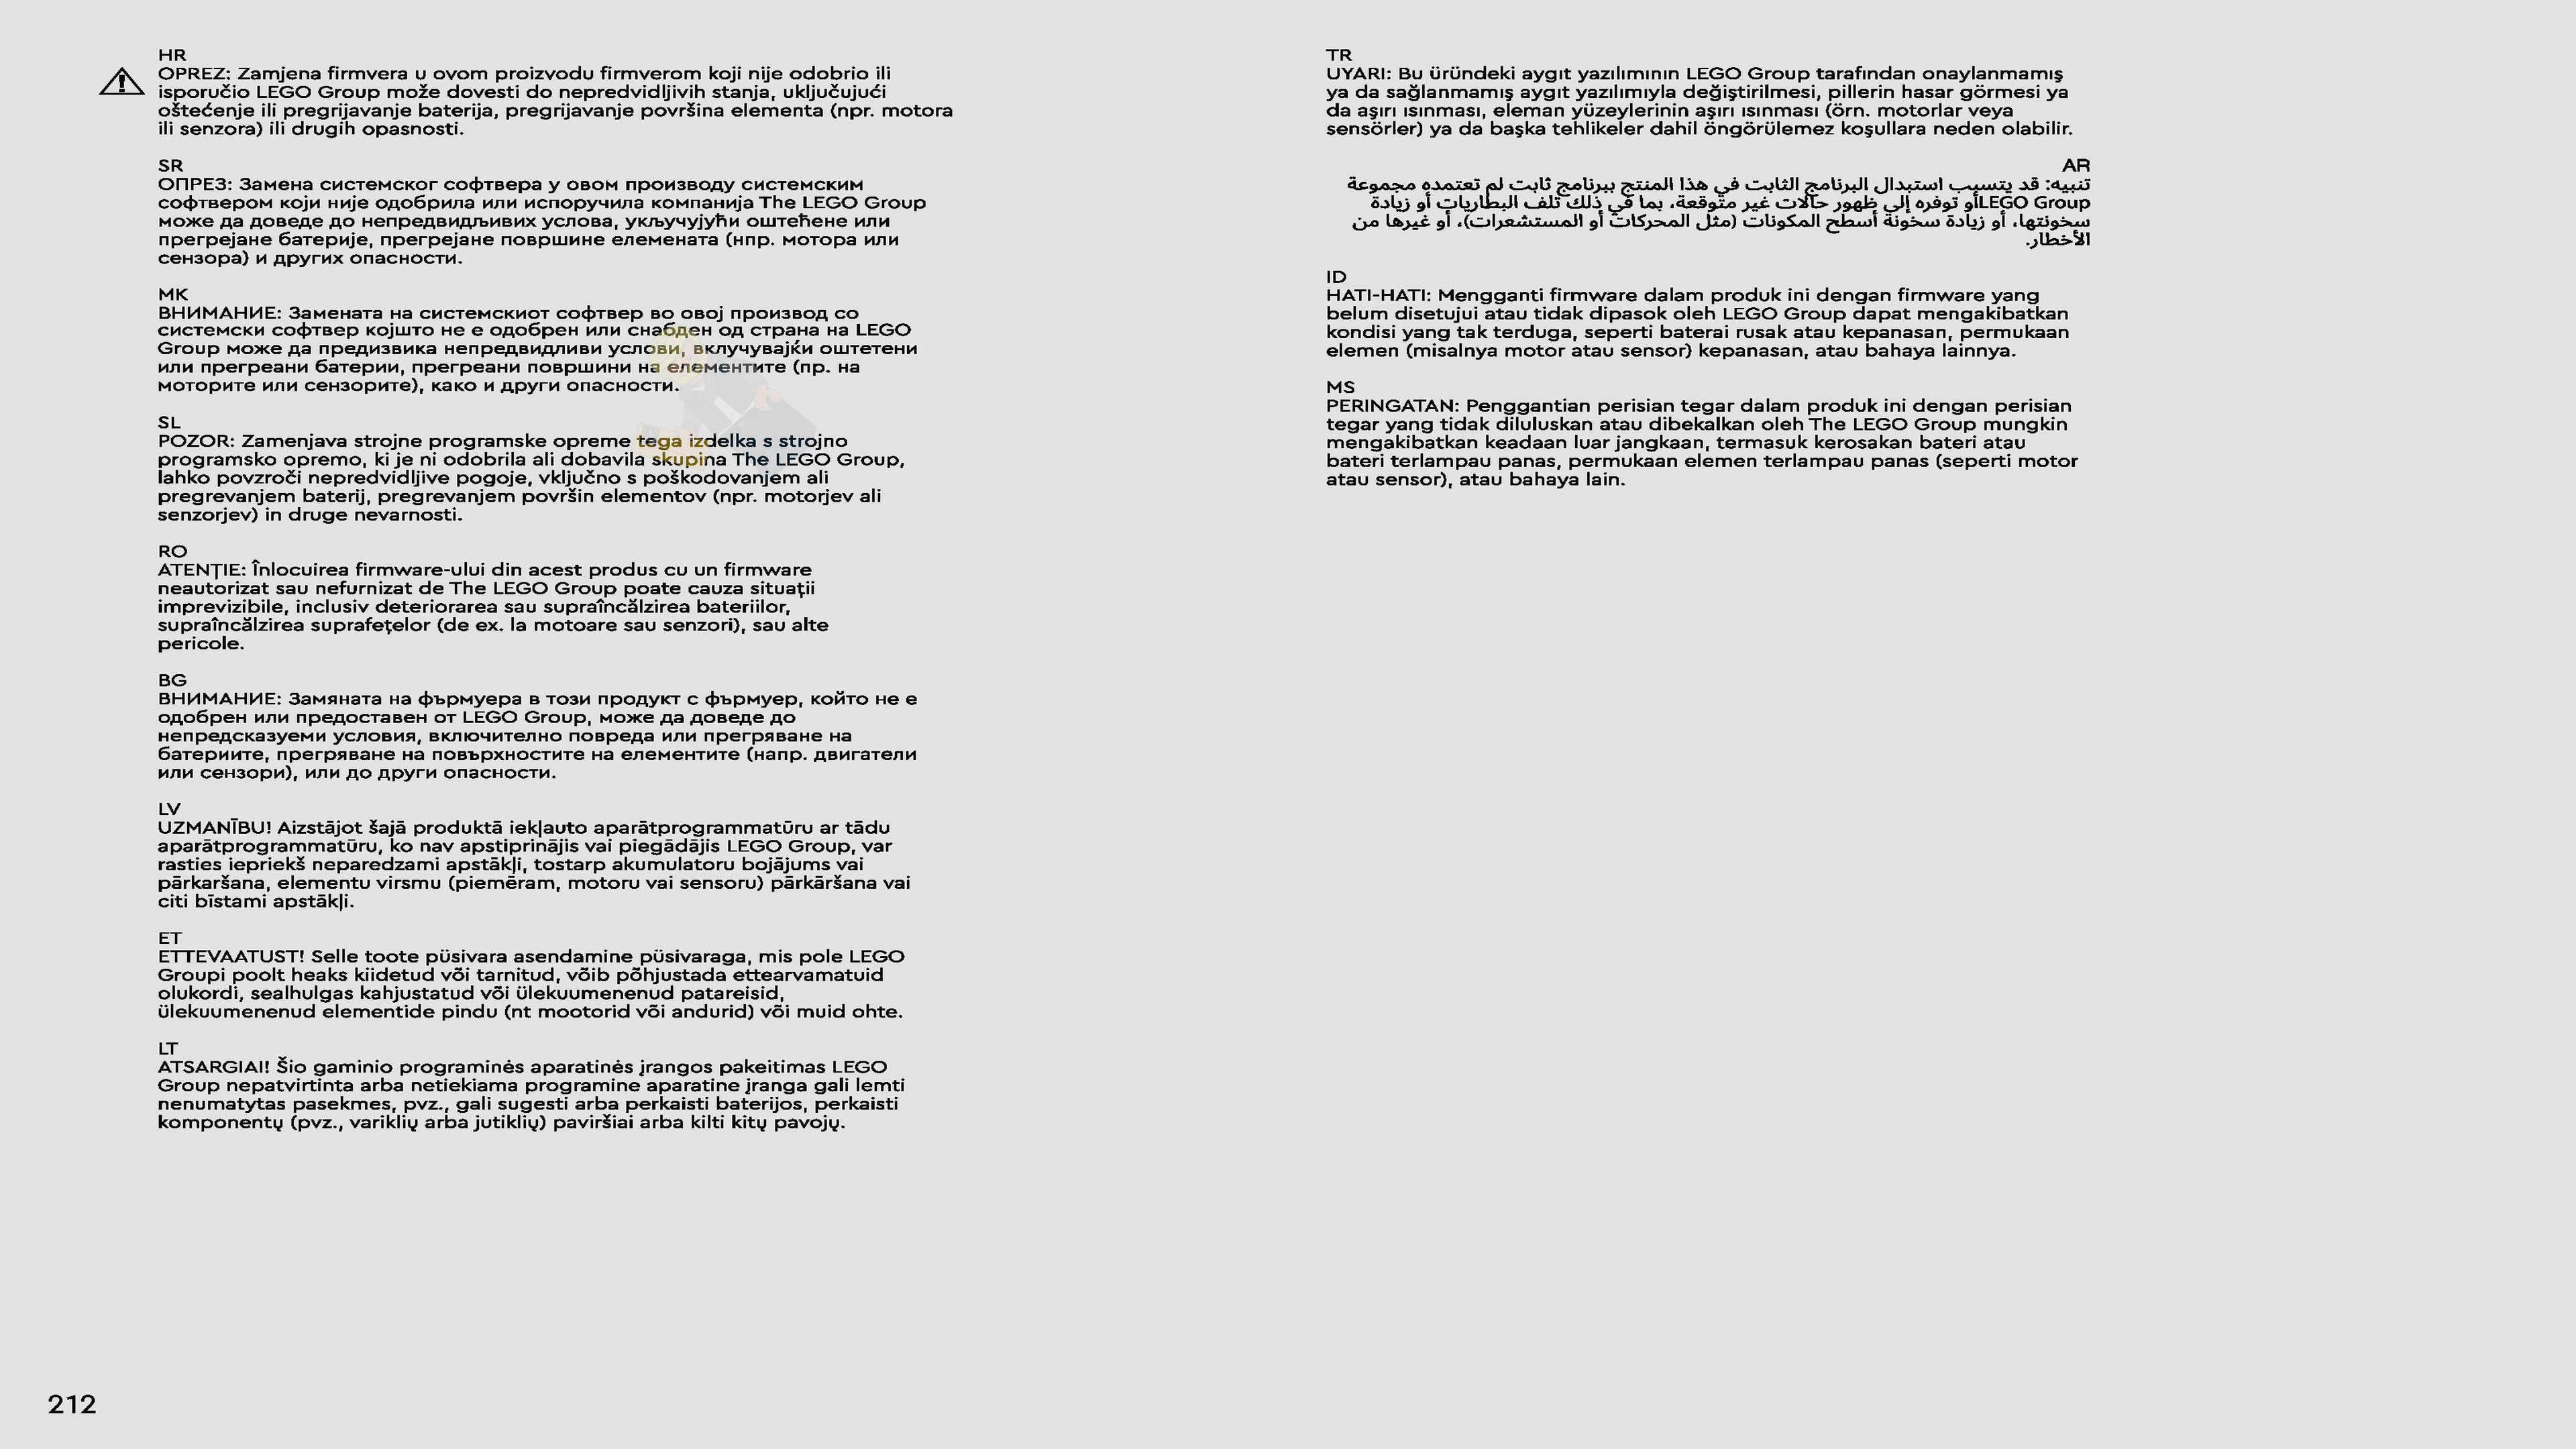 HR
OPREZ: Zamjena firmvera u ovom proizvodu firmverom koji nije odobrio ili
isporučio LEGO Group može dovesti do nepredvidljivih stanja, uključujući
oštećenje ili pregrijavanje baterija, pregrijavanje površina elementa (npr. motora
ili senzora) ili drugih opasnosti.
SR
ОПРЕЗ: Замена системског софтвера у овом производу системским
софтвером који није одобрила или испоручила компанија The LEGO Group
може да доведе до непредвидљивих услова, укључујући оштећене или
прегрејане батерије, прегрејане површине елемената (нпр. мотора или
сензора) и других опасности.
MK
ВНИМАНИЕ: Замената на системскиот софтвер во овој производ со
системски софтвер којшто не е одобрен или снабден од страна на LEGO
Group може да предизвика непредвидливи услови, вклучувајќи оштетени
или прегреани батерии, прегреани површини на елементите (пр. на
моторите или сензорите), како и други опасности.
SL
POZOR: Zamenjava strojne programske opreme tega izdelka s strojno
programsko opremo, ki je ni odobrila ali dobavila skupina The LEGO Group,
lahko povzroči nepredvidljive pogoje, vključno s poškodovanjem ali
pregrevanjem baterij, pregrevanjem površin elementov (npr. motorjev ali
senzorjev) in druge nevarnosti.
RO
ATENȚIE: Înlocuirea firmware-ului din acest produs cu un firmware
neautorizat sau nefurnizat de The LEGO Group poate cauza situații
imprevizibile, inclusiv deteriorarea sau supraîncălzirea bateriilor,
supraîncălzirea suprafețelor (de ex. la motoare sau senzori), sau alte
pericole.
BG
ВНИМАНИЕ: Замяната на фърмуера в този продукт с фърмуер, който не е
одобрен или предоставен от LEGO Group, може да доведе до
непредсказуеми условия, включително повреда или прегряване на
батериите, прегряване на повърхностите на елементите (напр. двигатели
или сензори), или до други опасности.
LV
UZMANĪBU! Aizstājot šajā produktā iekļauto aparātprogrammatūru ar tādu
aparātprogrammatūru, ko nav apstiprinājis vai piegādājis LEGO Group, var
rasties iepriekš neparedzami apstākļi, tostarp akumulatoru bojājums vai
pārkaršana, elementu virsmu (piemēram, motoru vai sensoru) pārkāršana vai
citi bīstami apstākļi.
ET
ETTEVAATUST! Selle toote püsivara asendamine püsivaraga, mis pole LEGO
Groupi poolt heaks kiidetud või tarnitud, võib põhjustada ettearvamatuid
olukordi, sealhulgas kahjustatud või ülekuumenenud patareisid,
ülekuumenenud elementide pindu (nt mootorid või andurid) või muid ohte.
LT
ATSARGIAI! Šio gaminio programinės aparatinės įrangos pakeitimas LEGO
Group nepatvirtinta arba netiekiama programine aparatine įranga gali lemti
nenumatytas pasekmes, pvz., gali sugesti arba perkaisti baterijos, perkaisti
komponentų (pvz., variklių arba jutiklių) paviršiai arba kilti kitų pavojų.
TR
UYARI: Bu üründeki aygıt yazılımının LEGO Group tarafından onaylanmamış
ya da sağlanmamış aygıt yazılımıyla değiştirilmesi, pillerin hasar görmesi ya
da aşırı ısınması, eleman yüzeylerinin aşırı ısınması (örn. motorlar veya
sensörler) ya da başka tehlikeler dahil öngörülemez koşullara neden olabilir.
AR
تنبيه: قد يتسبب استبدال البرنامج الثابت في هذا المنتج ببرنامج ثابت لم تعتمده مجموعة
LEGO Groupأو توفره إلى ظهور حالات غير متوقعة، بما في ذلك تلف البطاريات أو زيادة
سخونتها، أو زيادة سخونة أسطح المكونات (مثل المحركات أو المستشعرات)، أو غيرها من
الأخطار.
ID
HATI-HATI: Mengganti firmware dalam produk ini dengan firmware yang
belum disetujui atau tidak dipasok oleh LEGO Group dapat mengakibatkan
kondisi yang tak terduga, seperti baterai rusak atau kepanasan, permukaan
elemen (misalnya motor atau sensor) kepanasan, atau bahaya lainnya.
MS
PERINGATAN: Penggantian perisian tegar dalam produk ini dengan perisian
tegar yang tidak diluluskan atau dibekalkan oleh The LEGO Group mungkin
mengakibatkan keadaan luar jangkaan, termasuk kerosakan bateri atau
bateri terlampau panas, permukaan elemen terlampau panas (seperti motor
atau sensor), atau bahaya lain.
212